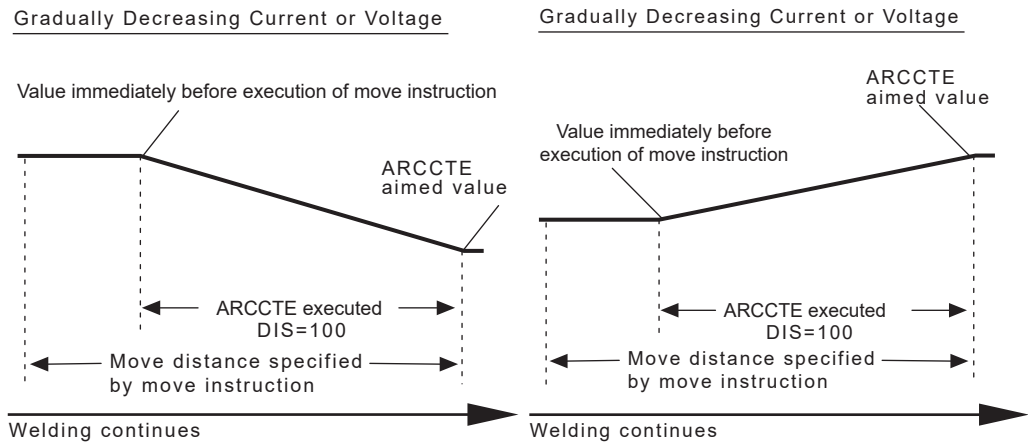 Gradually Decreasing Current or Voltage
Value immediately before execution of move instruction
ARCCTE
aimed value
ARCCTE executed
DIS=100
Move distance specified
by move instruction
Welding continues
Gradually Decreasing Current or Voltage
ARCCTE
aimed value
Value immediately before
execution of move instruction
ARCCTE executed
DIS=100
Move distance specified
by move instruction
Welding continues